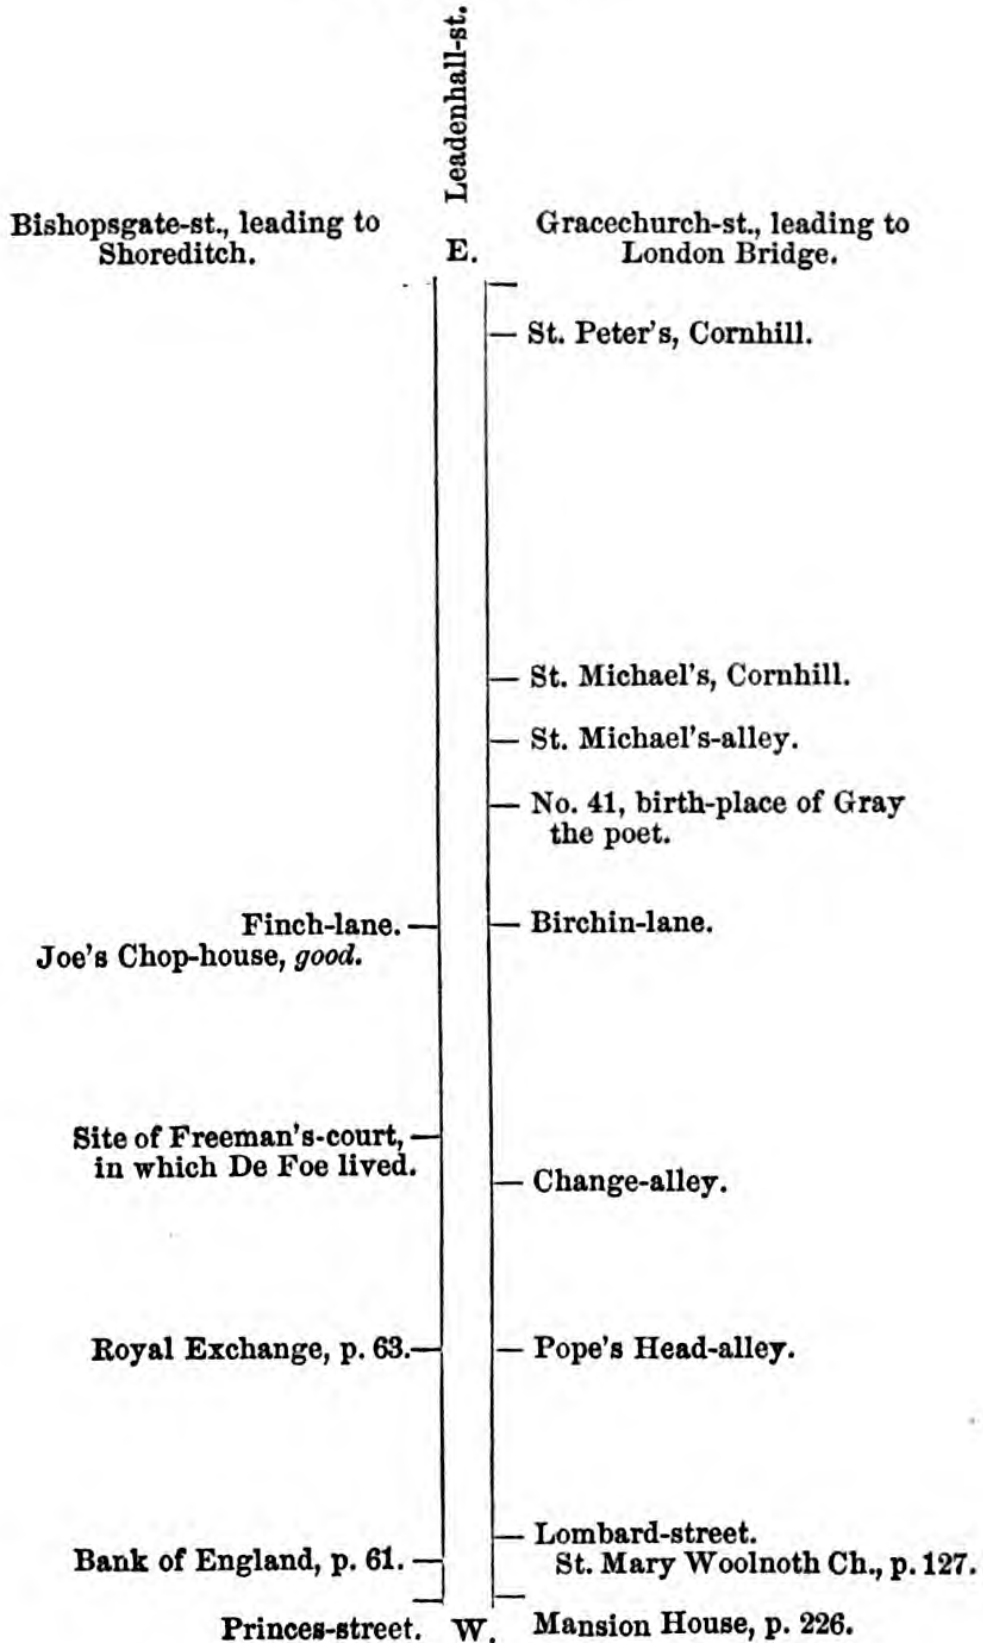 Leadenhall-st.
Bishopsgate-st., leading to
Shoreditch.
E.
Gracechurch-st., leading to
London Bridge.
St. Peter's, Cornhill.
St. Michael's, Cornhill.
St. Michael's-alley.
No. 41, birth-place of Gray
the poet.
Finch-lane.
Joe's Chop-house, good.
Birchin-lane.
Site of Freeman's-court,
in which De Foe lived.
Change-alley.
Royal Exchange, p. 63.
Pope's Head-alley.
Lombard-street.
St. Mary Woolnoth Ch., p. 127.
Bank of England, p. 61.
Princes-street.
W.
Mansion House, p. 226.